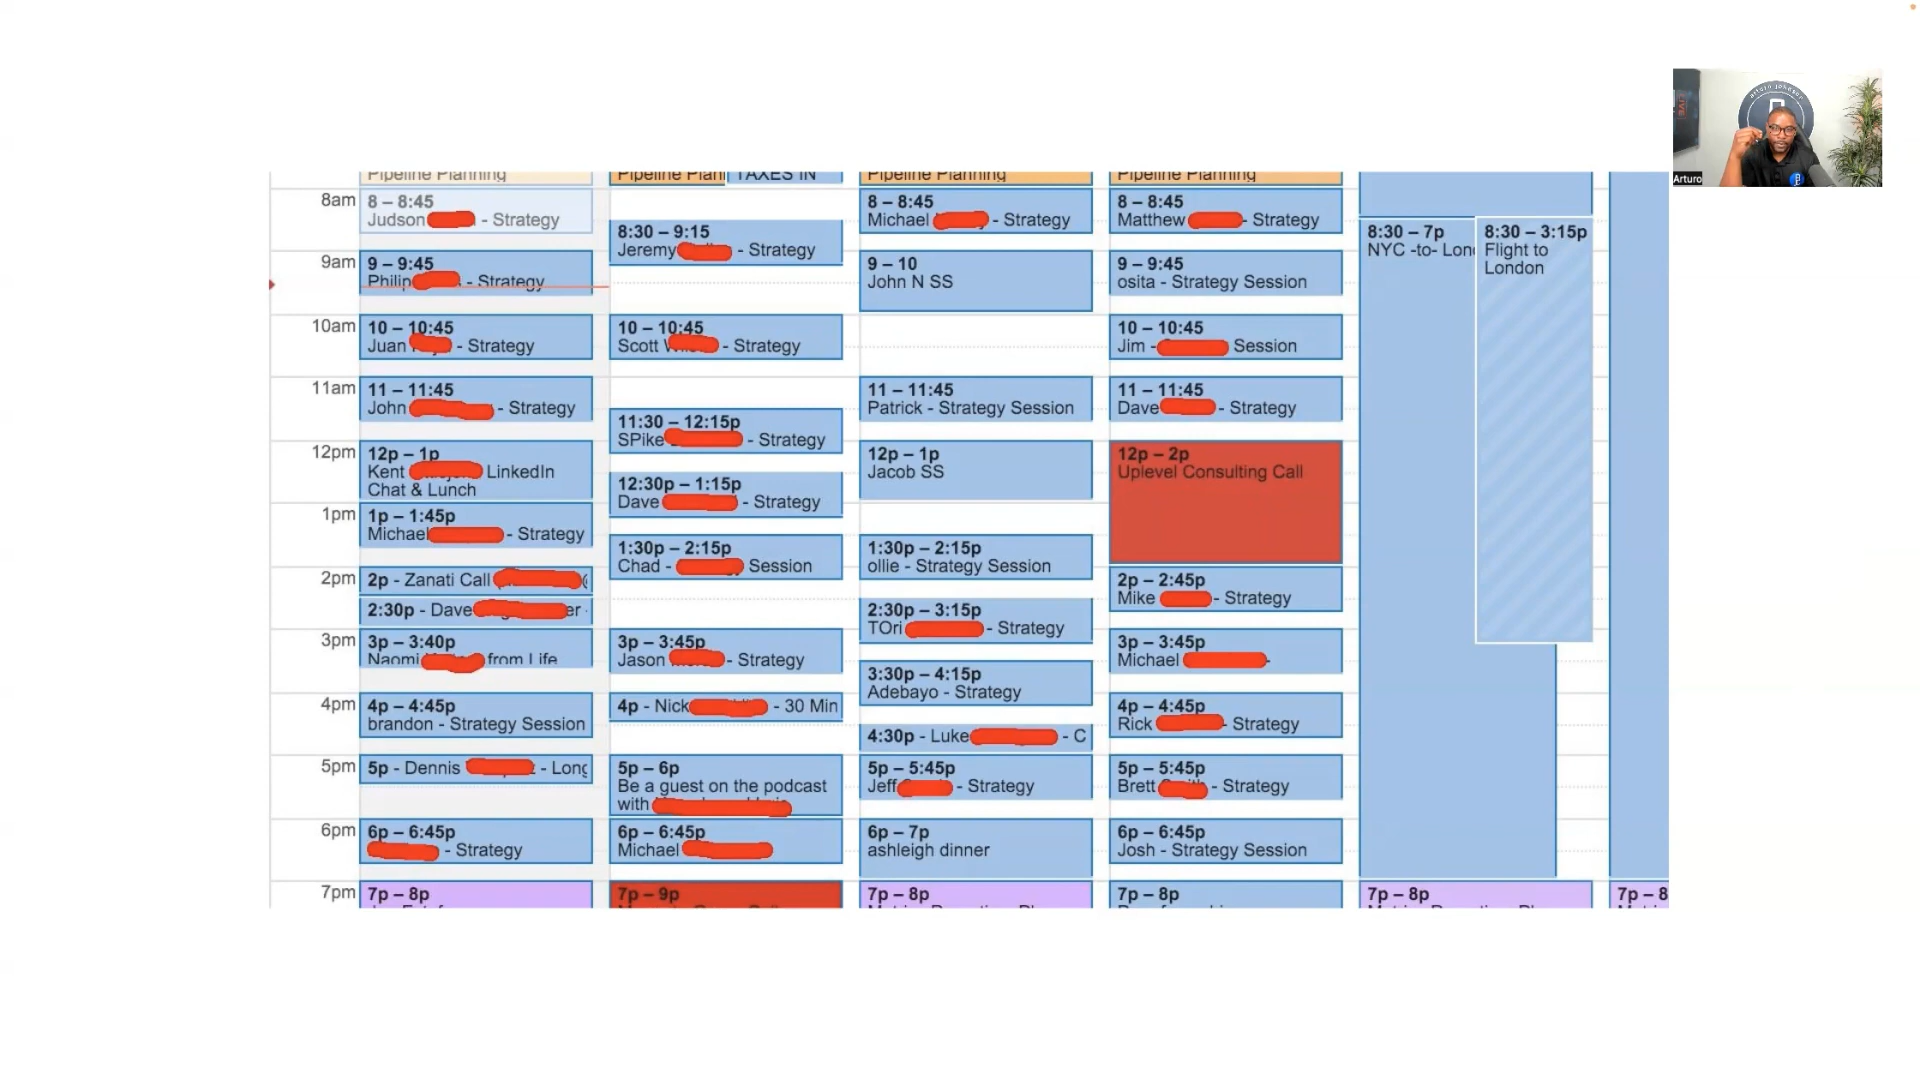 Pipeline Planning
8am
8 – 8:45
Judson - Strategy
9am
9 – 9:45
Philip - Strategy
10am
10 – 10:45
Juan - Strategy
11am
11 – 11:45
John - Strategy
12pm
12p – 1p
Kent LinkedIn
Chat & Lunch
1pm
1p – 1:45p
Michael - Strategy
2pm
2p - Zanati Call
2:30p - Dave er
3pm
3p – 3:40p
Naomi from Life
4pm
4p – 4:45p
brandon - Strategy Session
5pm
5p - Dennis - Long
6pm
6p – 6:45p
- Strategy
7pm
7p – 8p
Pipeline Plan
TAXES IN
8:30 – 9:15
Jeremy - Strategy
10 – 10:45
Scott - Strategy
11:30 – 12:15p
SPike - Strategy
12:30p – 1:15p
Dave - Strategy
1:30p – 2:15p
Chad - Session
3p – 3:45p
Jason - Strategy
4p - Nick - 30 Min
5p – 6p
Be a guest on the podcast
with
6p – 6:45p
Michael
7p – 9p
Pipeline Planning
8 – 8:45
Michael - Strategy
9 – 10
John N SS
11 – 11:45
Patrick - Strategy Session
12p – 1p
Jacob SS
1:30p – 2:15p
ollie - Strategy Session
2:30p – 3:15p
TOri - Strategy
3:30p – 4:15p
Adebayo - Strategy
4:30p - Luke - C
5p – 5:45p
Jeff - Strategy
6p – 7p
ashleigh dinner
7p – 8p
Pipeline Planning
8 – 8:45
Matthew - Strategy
9 – 9:45
osita - Strategy Session
10 – 10:45
Jim - Session
11 – 11:45
Dave - Strategy
12p – 2p
Uplevel Consulting Call
2p – 2:45p
Mike - Strategy
3p – 3:45p
Michael -
4p – 4:45p
Rick - Strategy
5p – 5:45p
Brett - Strategy
6p – 6:45p
Josh - Strategy Session
7p – 8p
8:30 – 7p
NYC -to- Lon
8:30 – 3:15p
Flight to
London
7p – 8p
7p – 8
arturo johnson
Arturo